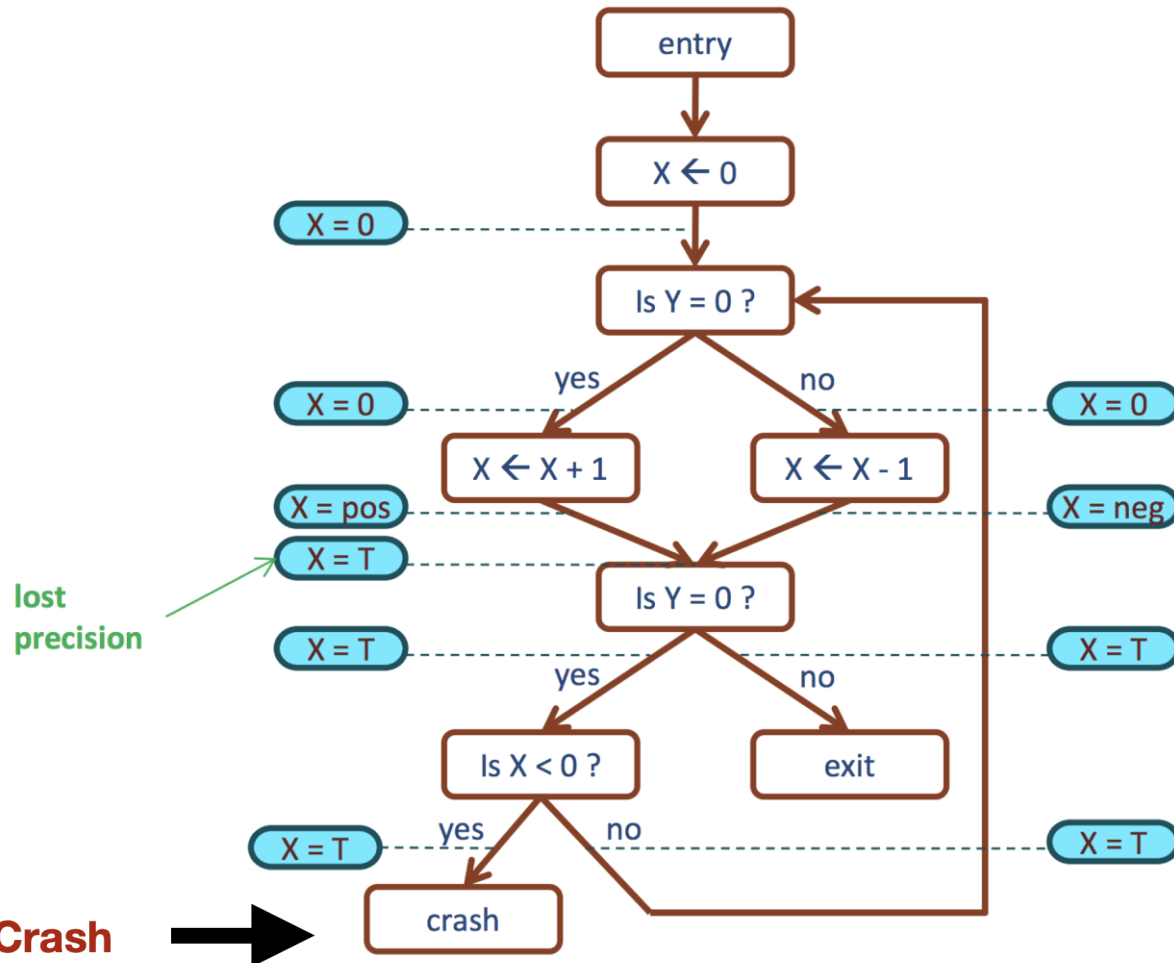 entry
X ← 0
X = 0
Is Y = 0 ?
yes
no
X = 0
X = 0
X ← X + 1
X ← X - 1
X = pos
X = neg
X = T
lost
precision
Is Y = 0 ?
X = T
X = T
yes
no
Is X < 0 ?
exit
yes
no
X = T
X = T
crash
Crash